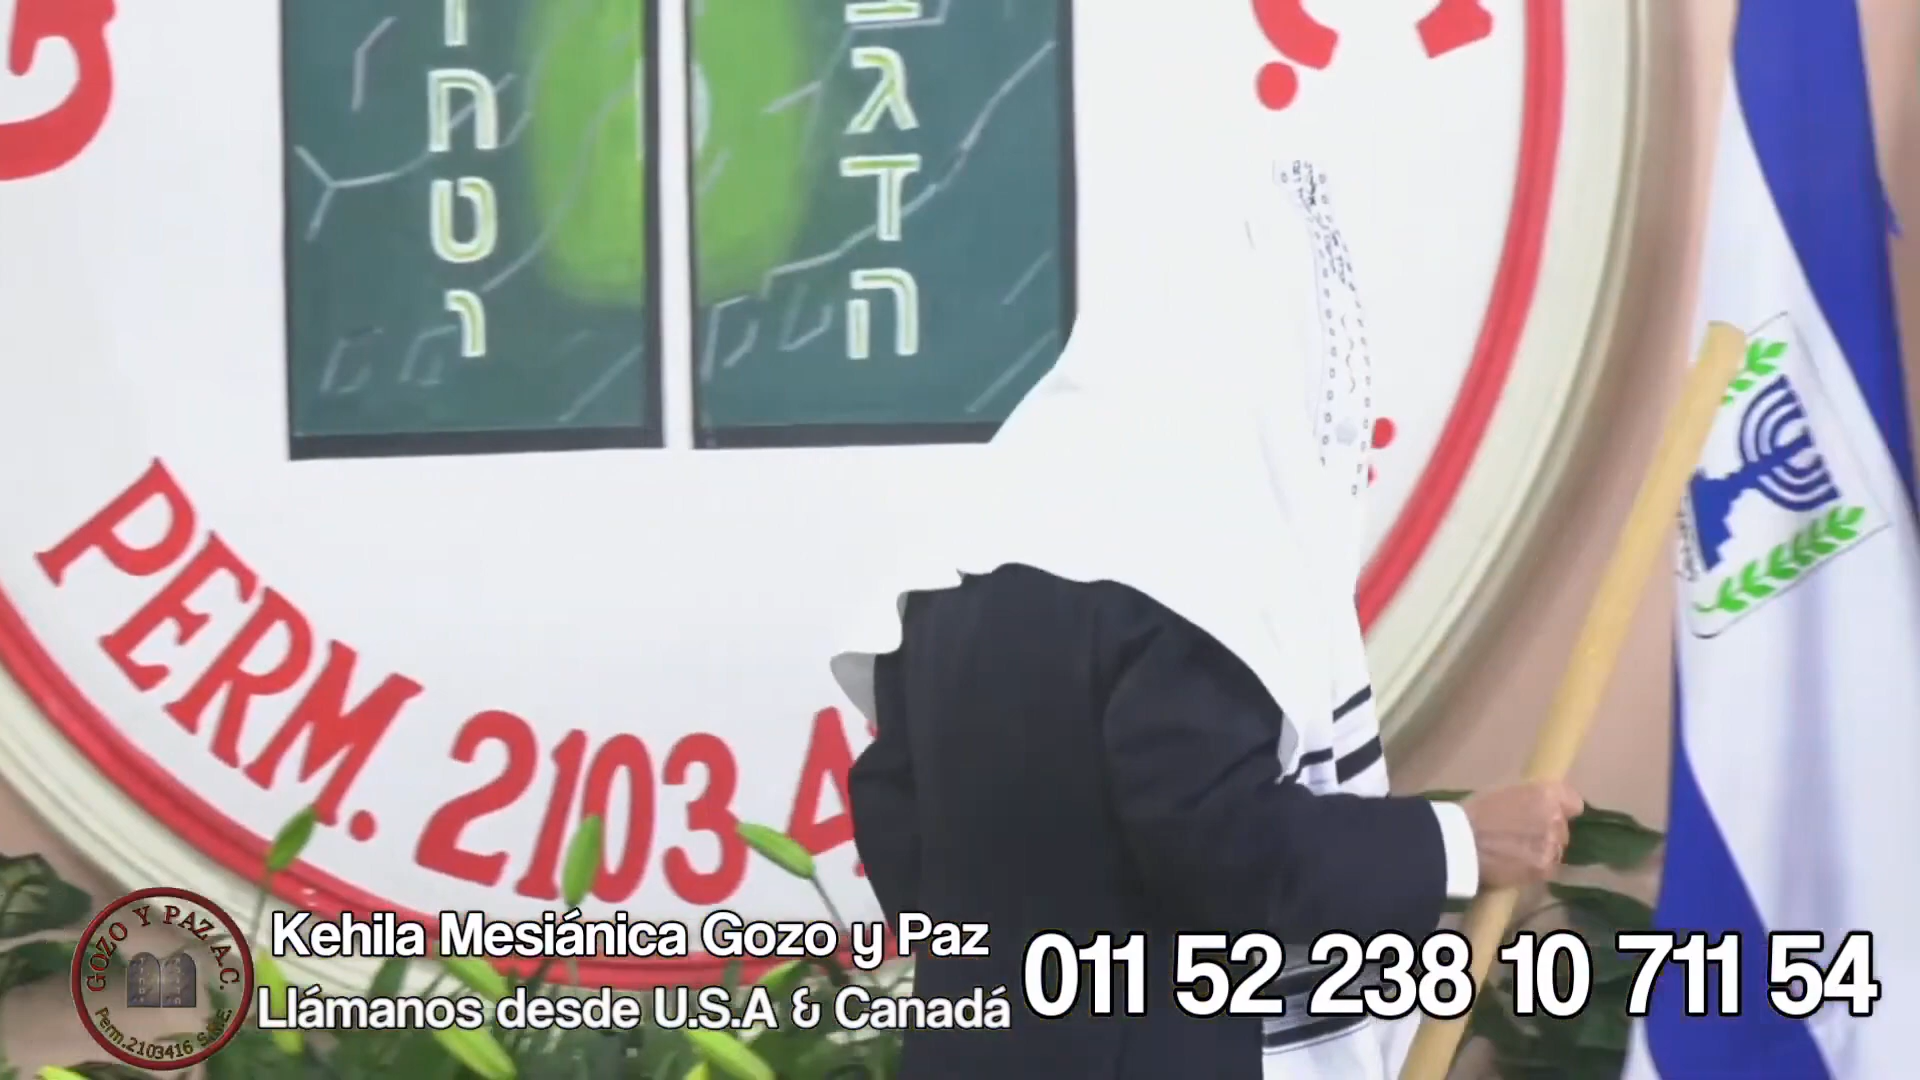 ח
ט
י
ג
ד
ה
PERM. 2103 4
Kehila Mesiánica Gozo y Paz
Llámanos desde U.S.A & Canadá
011 52 238 10 711 54
GOZO Y PAZ A.C.
Perm.2103416 S.R.E.